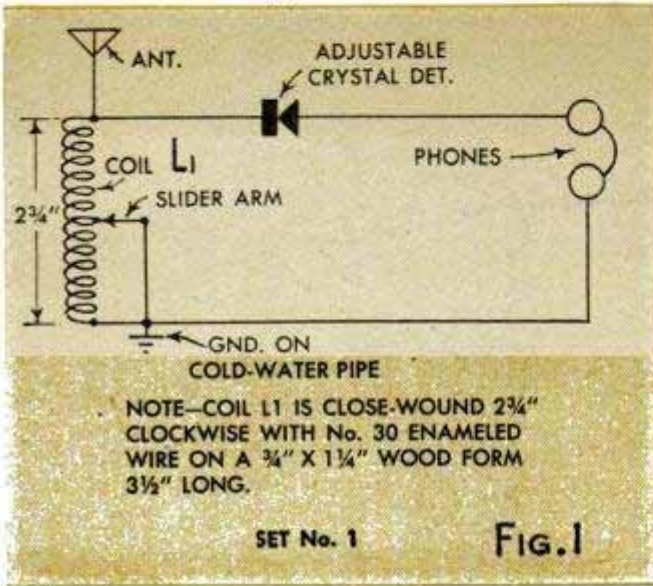 ANT.
ADJUSTABLE
CRYSTAL DET.
PHONES
COIL L1
SLIDER ARM
2¾"
GND. ON
COLD-WATER PIPE
NOTE—COIL L1 IS CLOSE-WOUND 2¾"
CLOCKWISE WITH No. 30 ENAMELED
WIRE ON A ¾" X 1¼" WOOD FORM
3½" LONG.
SET No. 1
FIG.1